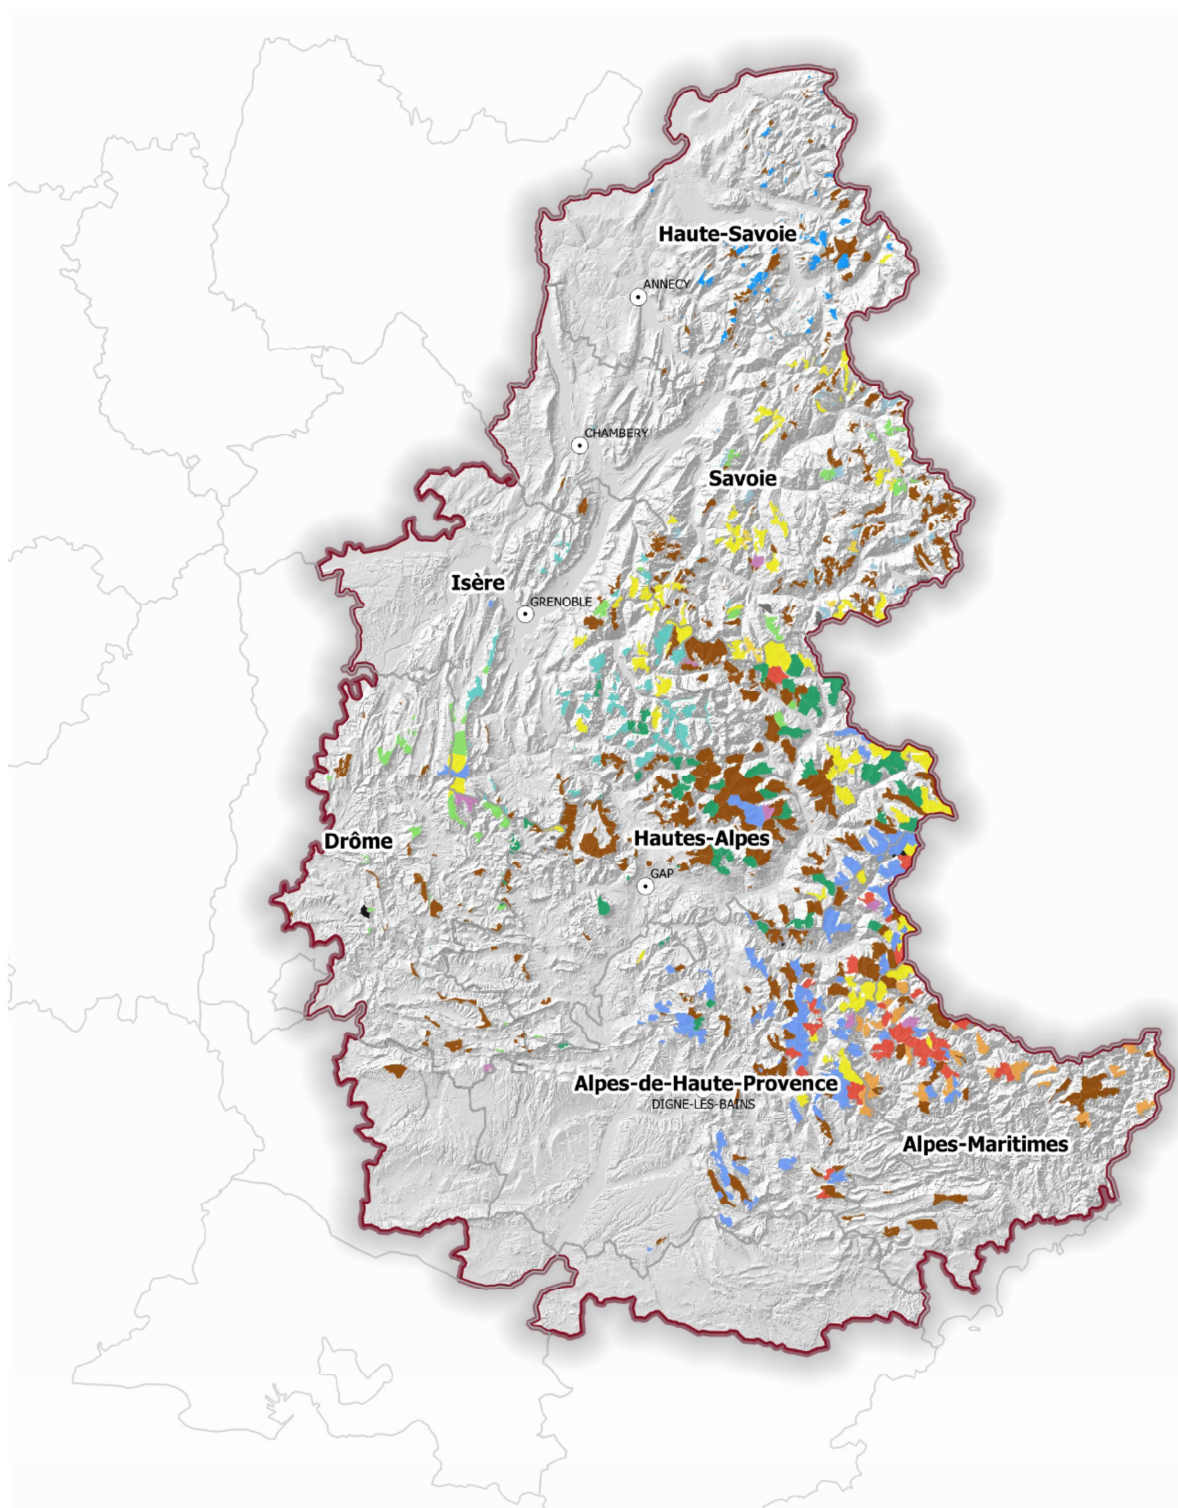 Haute-Savoie
ANNECY
CHAMBERY
Savoie
Isère
GRENOBLE
Drôme
Hautes-Alpes
GAP
Alpes-de-Haute-Provence
DIGNE-LES-BAINS
Alpes-Maritimes